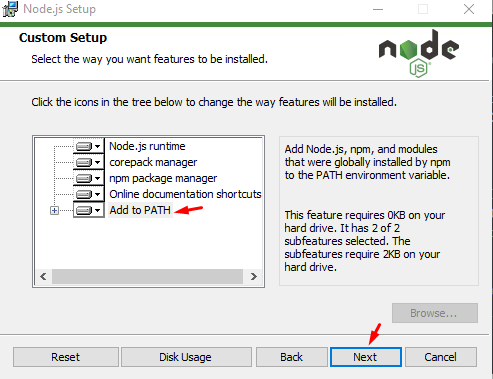 Node.js Setup
Custom Setup
Select the way you want features to be installed.
node
JS
Click the icons in the tree below to change the way features will be installed.
Node.js runtime
corepack manager
npm package manager
Online documentation shortcuts
Add to PATH
Add Node.js, npm, and modules
that were globally installed by npm
to the PATH environment variable.
This feature requires 0KB on your
hard drive. It has 2 of 2
subfeatures selected. The
subfeatures require 2KB on your
hard drive.
Browse...
Reset
Disk Usage
Back
Next
Cancel